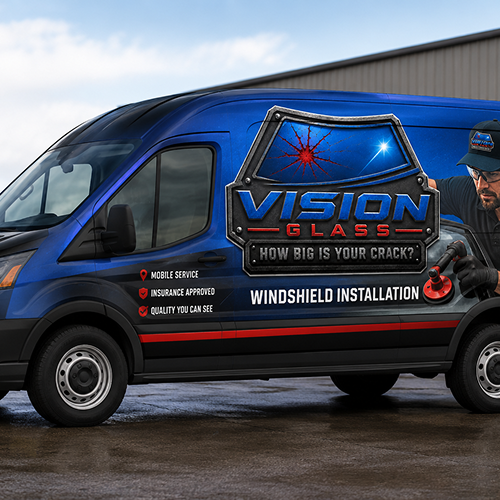 VISION
GLASS
HOW BIG IS YOUR CRACK?
WINDSHIELD INSTALLATION
MOBILE SERVICE
INSURANCE APPROVED
QUALITY YOU CAN SEE